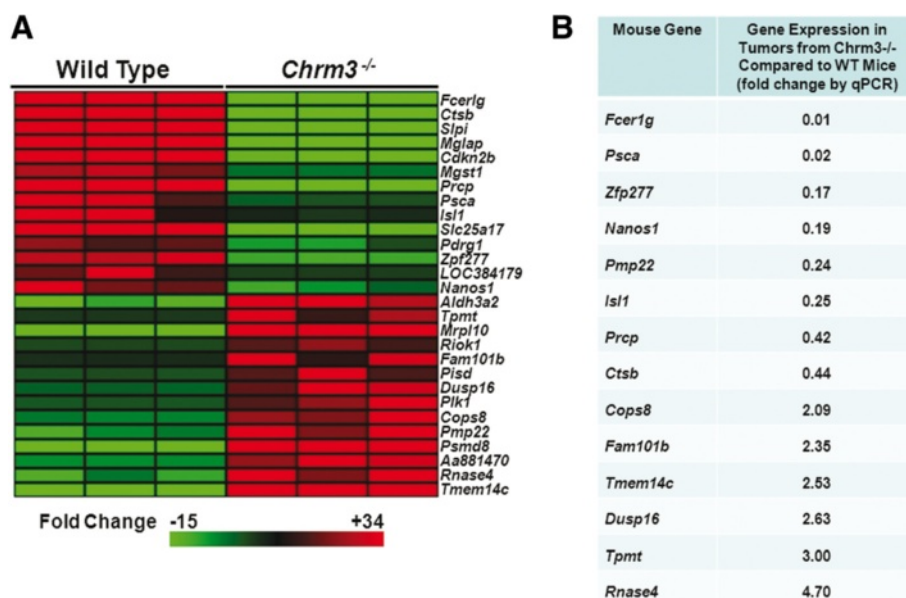 A
Wild Type Chrm3 -/-
Fcerlg
Ctsb
Slpi
Mglap
Cdkn2b
Mgst1
Prcp
Psca
Isl1
Slc25a17
Pdrg1
Zpf277
LOC384179
Nanos1
Aldh3a2
Tpmt
Mrpl10
Riok1
Fam101b
Pisd
Dusp16
Plk1
Cops8
Pmp22
Psmd8
Aa881470
Rnase4
Tmem14c
Fold Change -15 +34
B
Mouse Gene
Gene Expression in
Tumors from Chrm3-/-
Compared to WT Mice
(fold change by qPCR)
Fcer1g 0.01
Psca 0.02
Zfp277 0.17
Nanos1 0.19
Pmp22 0.24
Isl1 0.25
Prcp 0.42
Ctsb 0.44
Cops8 2.09
Fam101b 2.35
Tmem14c 2.53
Dusp16 2.63
Tpmt 3.00
Rnase4 4.70